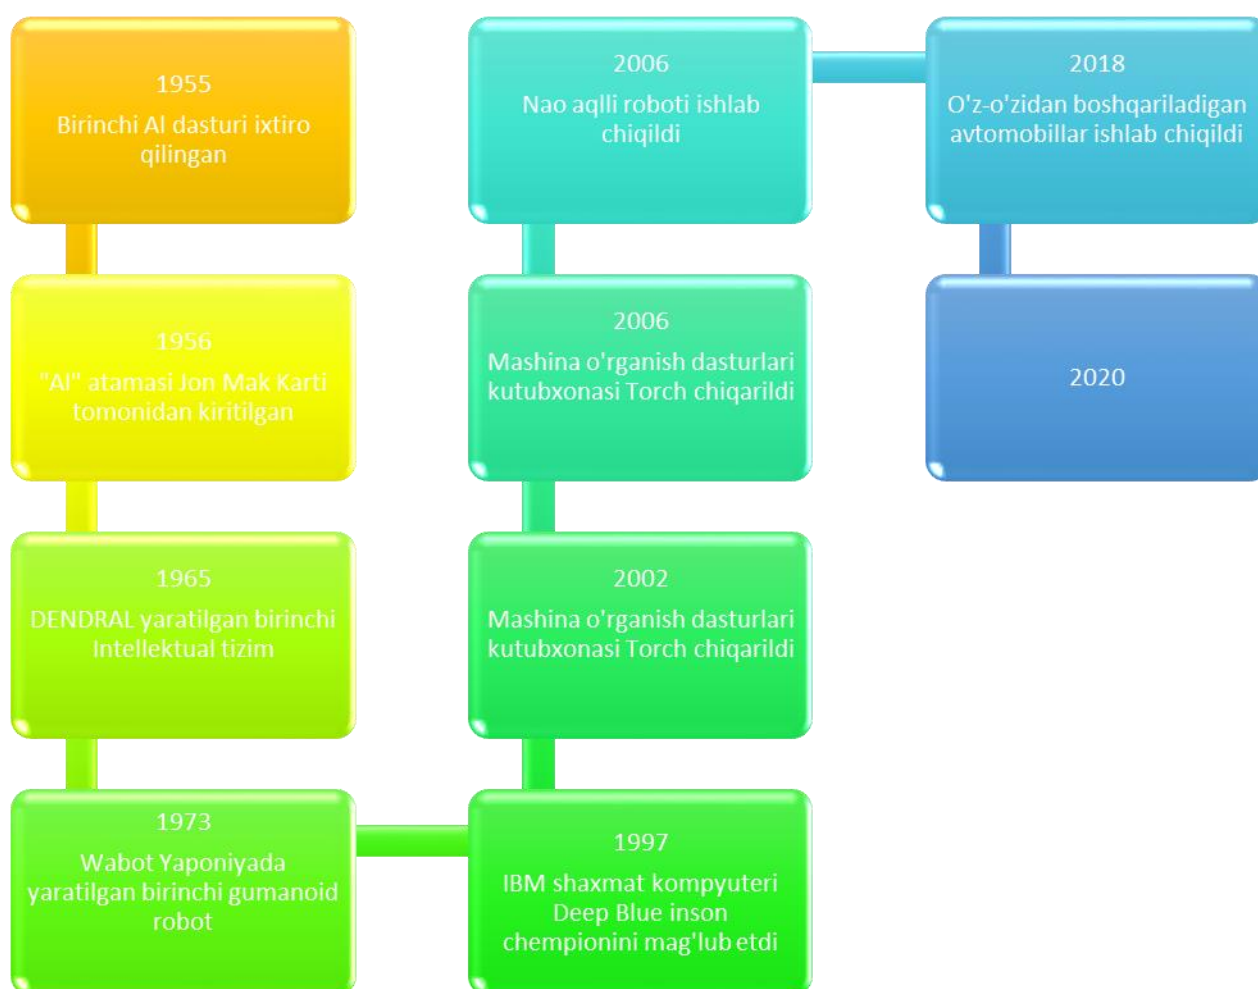 1955
Birinchi AI dasturi ixtiro
qilingan
1956
"AI" atamasi Jon Mak Karti
tomonidan kiritilgan
1965
DENDRAL yaratilgan birinchi
Intellektual tizim
1973
Wabot Yaponiyada
yaratilgan birinchi gumanoid
robot
1997
IBM shaxmat kompyuteri
Deep Blue inson
chempionini mag'lub etdi
2002
Mashina o'rganish dasturlari
kutubxonasi Torch chiqarildi
2006
Mashina o'rganish dasturlari
kutubxonasi Torch chiqarildi
2006
Nao aqlli roboti ishlab
chiqildi
2018
O'z-o'zidan boshqariladigan
avtomobillar ishlab chiqildi
2020